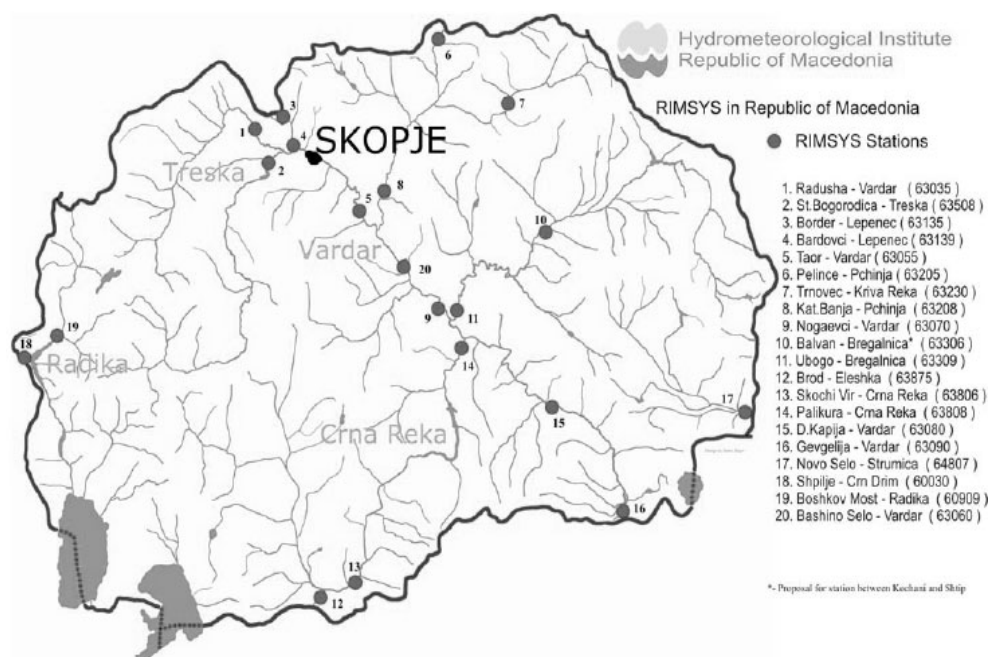 Hydrometeorological Institute
Republic of Macedonia
RIMSYS in Republic of Macedonia
RIMSYS Stations
1. Radusha - Vardar ( 63035 )
2. St.Bogorodica - Treska ( 63508 )
3. Border - Lepenec ( 63135 )
4. Bardovci - Lepenec ( 63139 )
5. Taor - Vardar ( 63055 )
6. Pelince - Pchinja ( 63205 )
7. Trnovec - Kriva Reka ( 63230 )
8. Kat.Banja - Pchinja ( 63208 )
9. Nogaevci - Vardar ( 63070 )
10. Balvan - Bregalnica* ( 63306 )
11. Ubogo - Bregalnica ( 63309 )
12. Brod - Eleshka ( 63875 )
13. Skochi Vir - Crna Reka ( 63806 )
14. Palikura - Crna Reka ( 63808 )
15. D.Kapija - Vardar ( 63080 )
16. Gevgelija - Vardar ( 63090 )
17. Novo Selo - Strumica ( 64807 )
18. Shpilje - Crn Drim ( 60030 )
19. Boshkov Most - Radika ( 60909 )
20. Bashino Selo - Vardar ( 63060 )
*- Proposal for station between Kochani and Shtip
6
7
3
1
4
SKOPJE
Treska
2
8
5
10
Vardar
20
9
11
19
18
Radika
14
17
15
Crna Reka
16
13
12